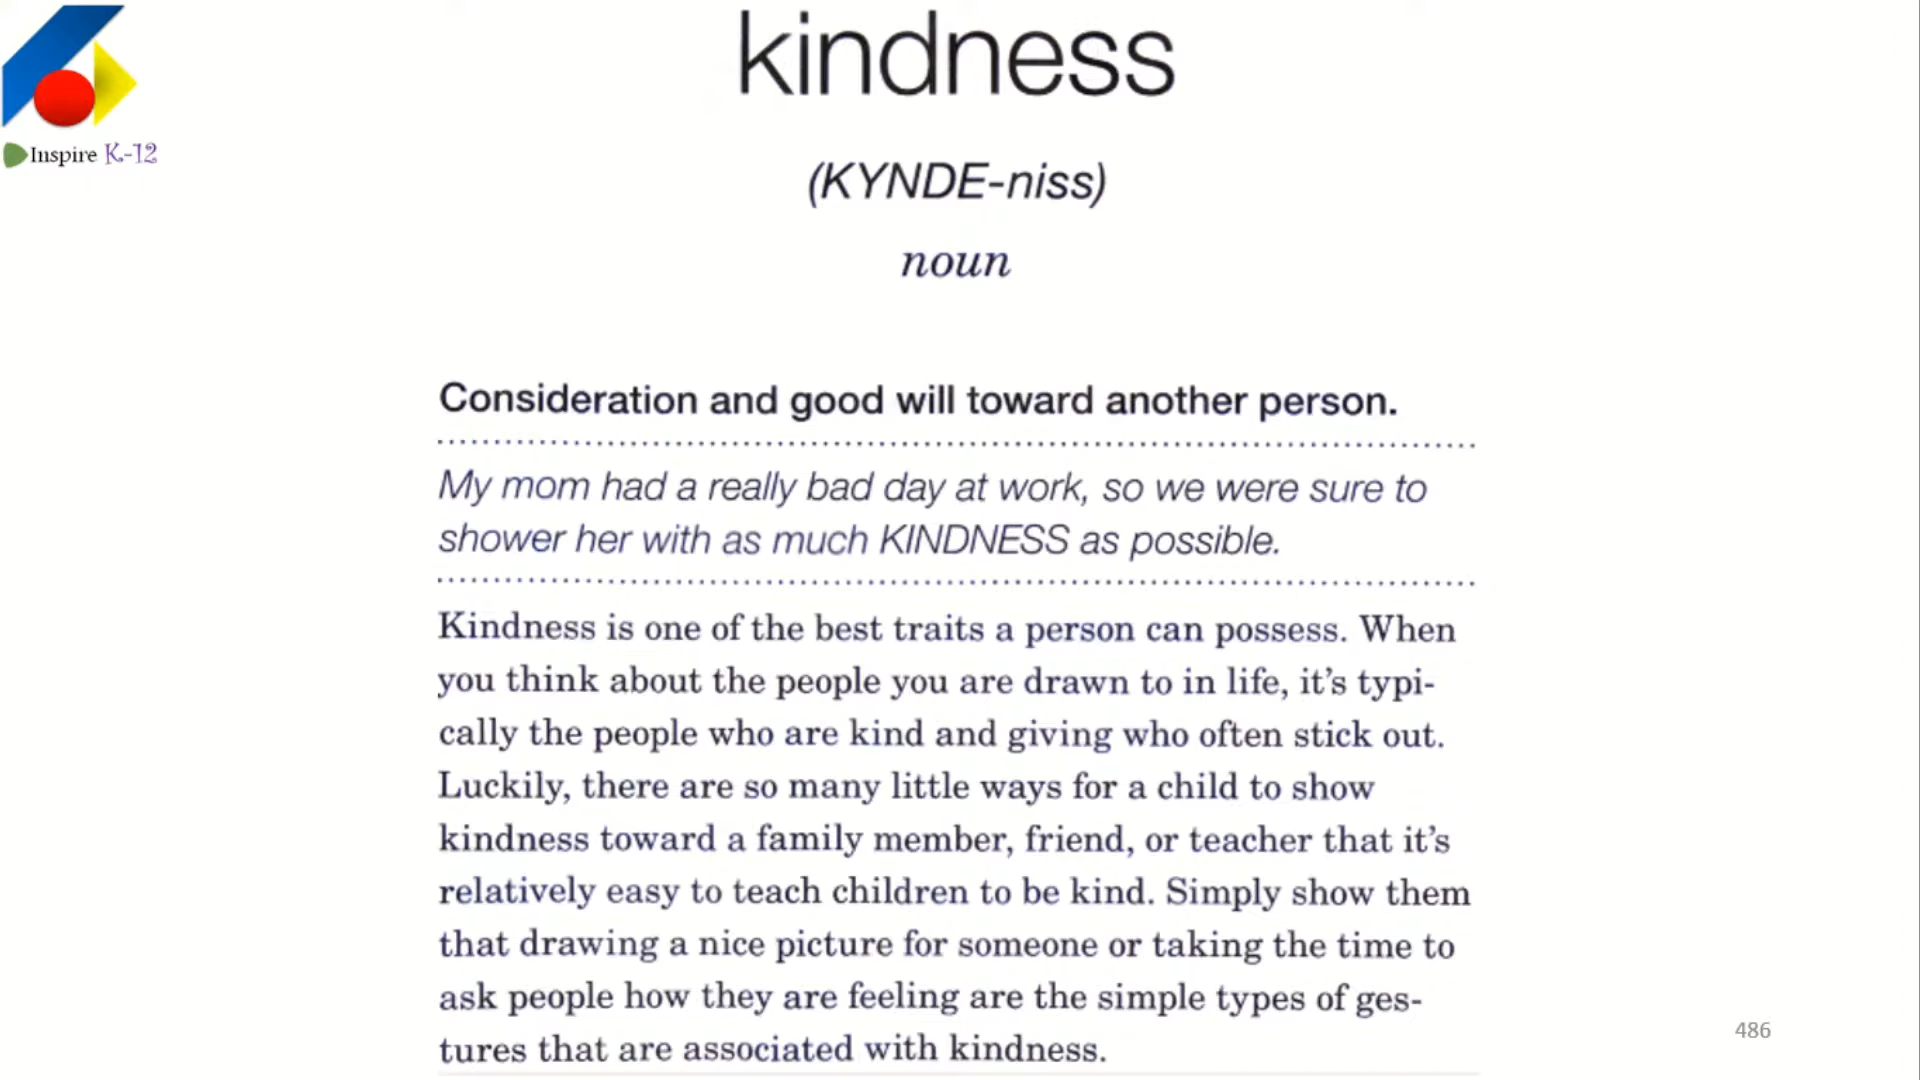 Inspire K-12
kindness
(KYNDE-niss)
noun
Consideration and good will toward another person.
My mom had a really bad day at work, so we were sure to
shower her with as much KINDNESS as possible.
Kindness is one of the best traits a person can possess. When
you think about the people you are drawn to in life, it’s typi-
cally the people who are kind and giving who often stick out.
Luckily, there are so many little ways for a child to show
kindness toward a family member, friend, or teacher that it’s
relatively easy to teach children to be kind. Simply show them
that drawing a nice picture for someone or taking the time to
ask people how they are feeling are the simple types of ges-
tures that are associated with kindness.
486